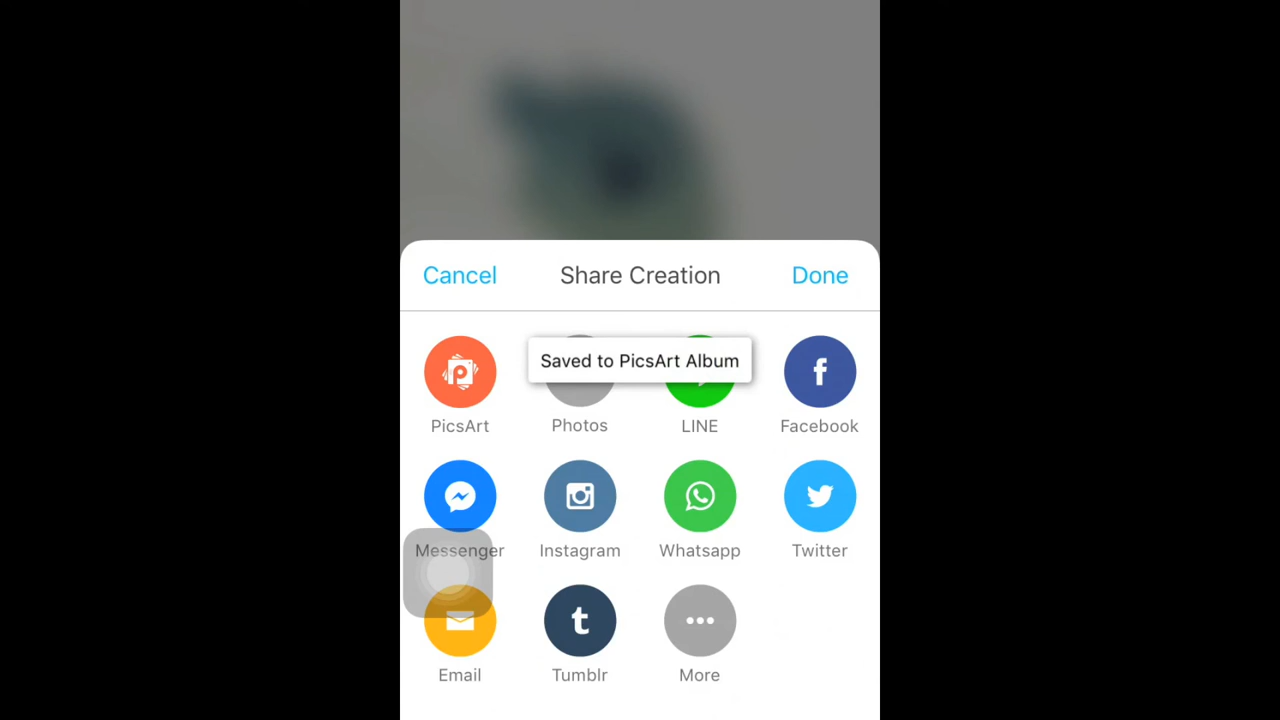 Cancel Share Creation Done
Saved to PicsArt Album
PicsArt Photos LINE Facebook
Messenger Instagram Whatsapp Twitter
Email Tumblr More